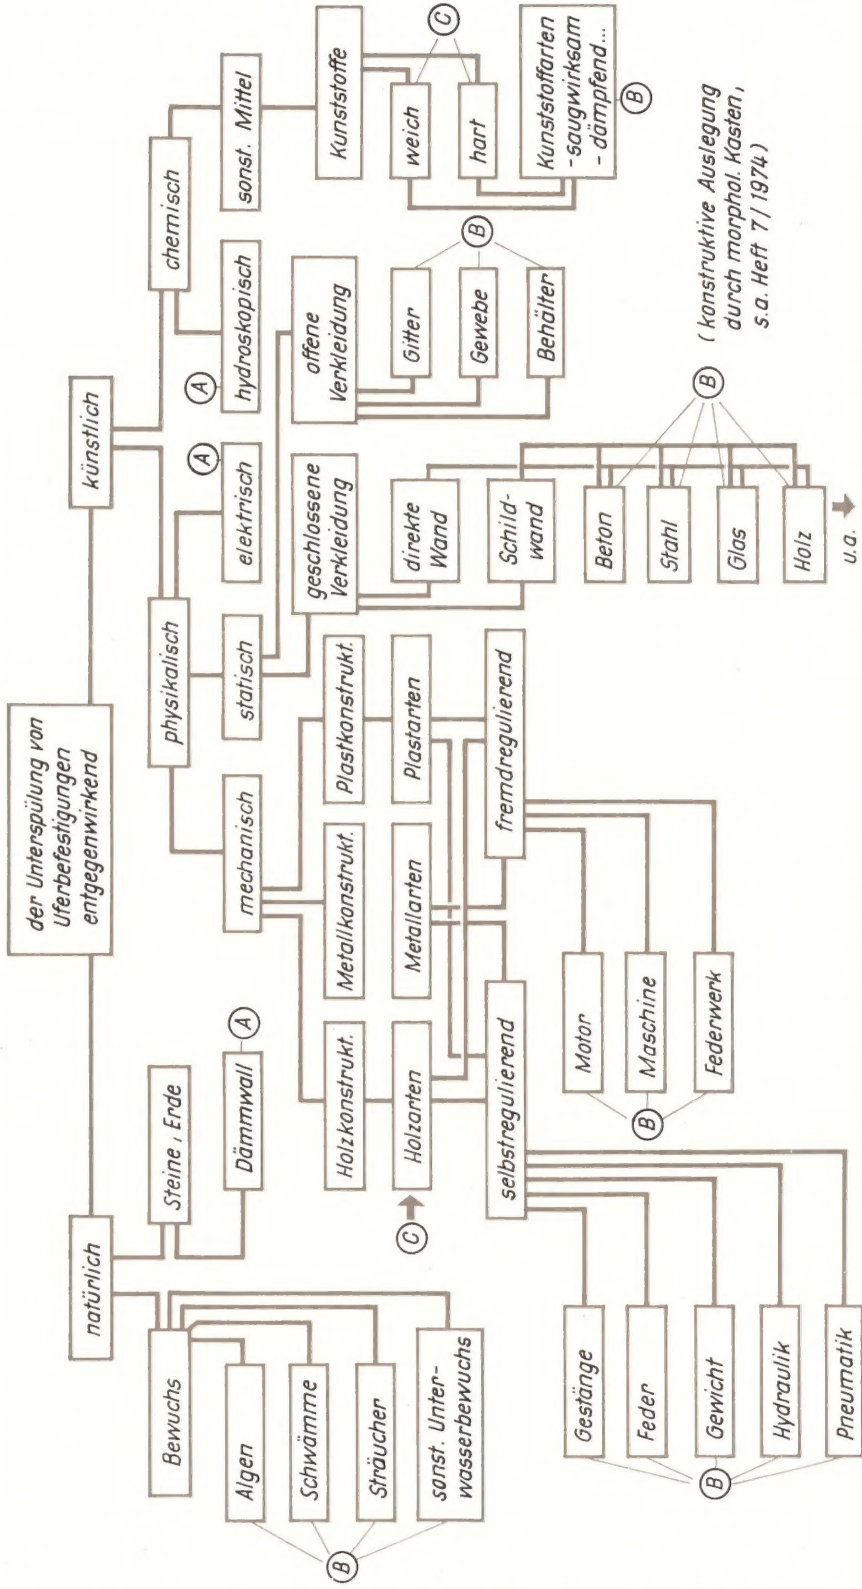 der Unterspülung von
Uferbefestigungen
entgegenwirkend
natürlich
künstlich
Bewuchs
Steine, Erde
physikalisch
chemisch
Algen
Dämmwall
A
mechanisch
statisch
elektrisch
A
hydroskopisch
A
sonst. Mittel
Schwämme
Holzkonstrukt.
Metallkonstrukt.
Plastkonstrukt.
geschlossene
Verkleidung
offene
Verkleidung
Kunststoffe
Sträucher
B
C
Holzarten
Metallarten
Plastarten
direkte
Wand
Gitter
weich
C
sonst. Unter-
wasserbewuchs
Schild-
wand
Gewebe
B
hart
selbstregulierend
fremdregulierend
Behälter
Kunststoffarten
-saugwirksam
-dämpfend...
B
Gestänge
Motor
Beton
Feder
Maschine
B
Stahl
Gewicht
B
Federwerk
Glas
B
(konstruktive Auslegung
durch morphol. Kasten,
s.a. Heft 7/1974)
Hydraulik
Holz
Pneumatik
u.a.